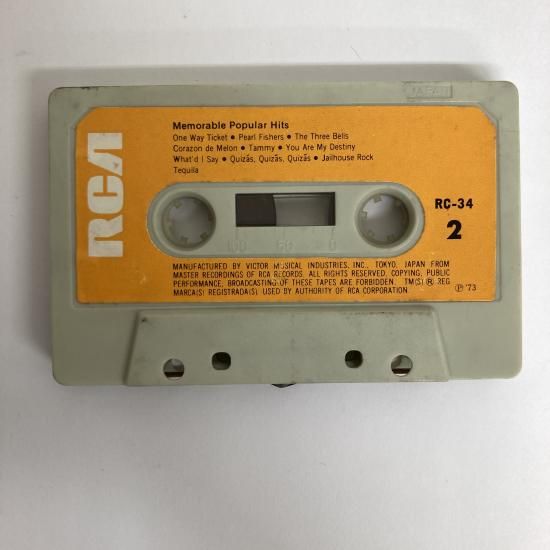 JAPAN
RCA
Memorable Popular Hits
One Way Ticket ● Pearl Fishers ● The Three Bells
Corazon de Melon ● Tammy ● You Are My Destiny
What'd I Say ● Quizãs, Quizãs, Quizãs ● Jailhouse Rock
Tequila
RC-34
2
100 50 0
MANUFACTURED BY VICTOR MUSICAL INDUSTRIES, INC., TOKYO, JAPAN FROM
MASTER RECORDINGS OF RCA RECORDS. ALL RIGHTS RESERVED. COPYING, PUBLIC
PERFORMANCE, BROADCASTING OF THESE TAPES ARE FORBIDDEN. TM(S) ® REG
MARCA(S) REGISTRADA(S) USED BY AUTHORITY OF RCA CORPORATION.
℗ '73